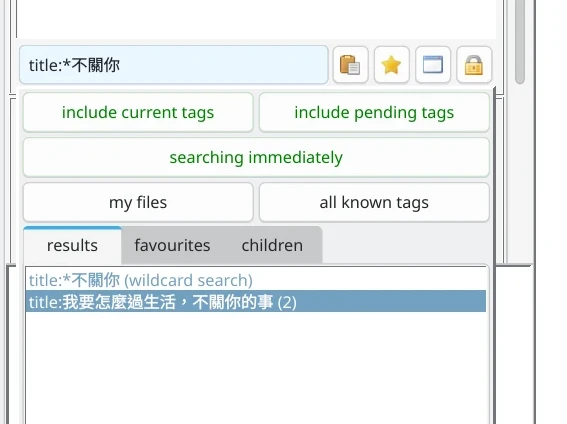 title:*不關你
include current tags
include pending tags
searching immediately
my files
all known tags
results
favourites
children
title:*不關你 (wildcard search)
title:我要怎麼過生活，不關你的事 (2)